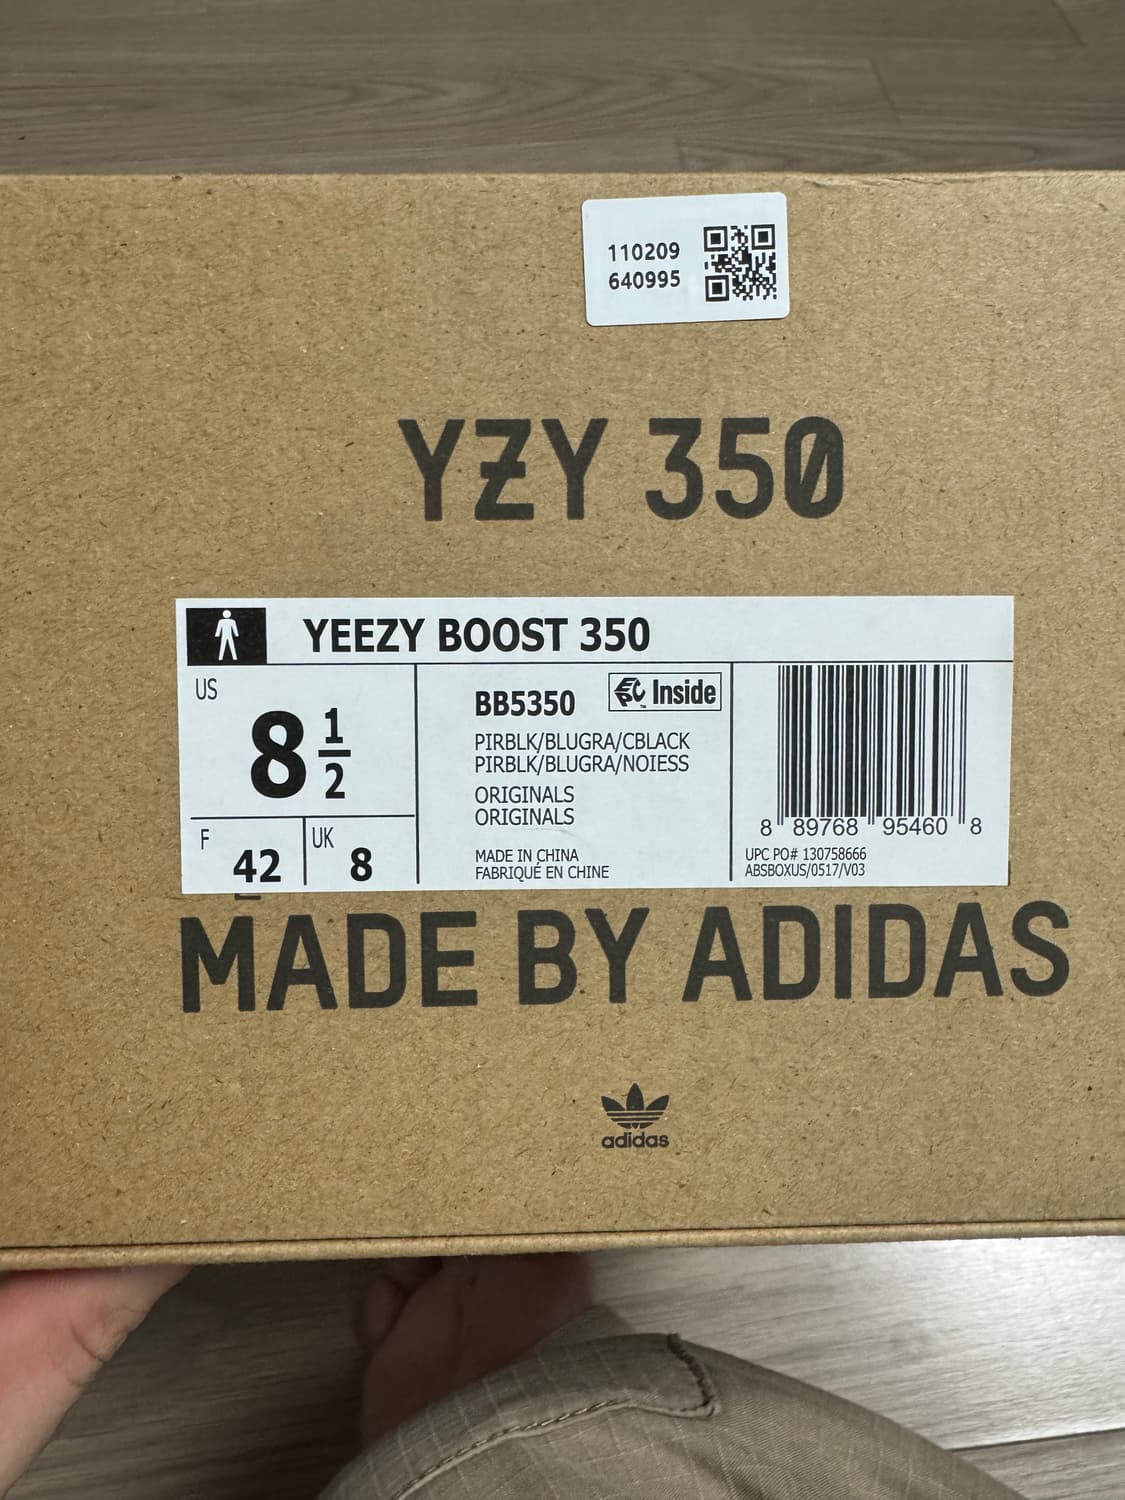 110209
640995
YZY 350
YEEZY BOOST 350
US
8 1/2
F
42
UK
8
BB5350
EPC Inside
™
PIRBLK/BLUGRA/CBLACK
PIRBLK/BLUGRA/NOIESS
ORIGINALS
ORIGINALS
MADE IN CHINA
FABRIQUÉ EN CHINE
8 89768 95460 8
UPC PO# 130758666
ABSBOXUS/0517/V03
MADE BY ADIDAS
adidas